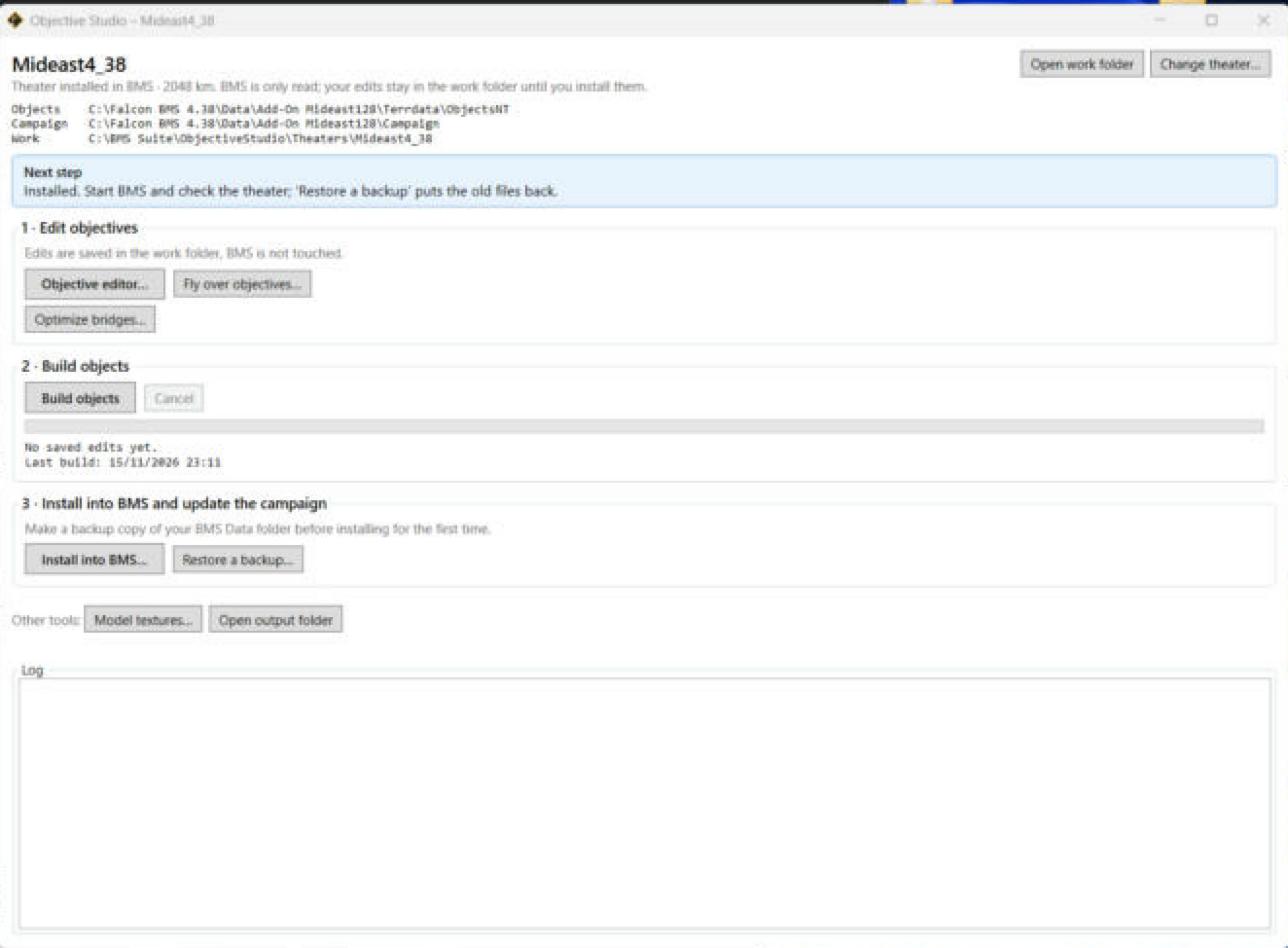 Objective Studio – Mideast4_38
Mideast4_38
Open work folder
Change theater...
Theater installed in BMS · 2048 km. BMS is only read; your edits stay in the work folder until you install them.
Objects C:\Falcon BMS 4.38\Data\Add-On Mideast128\Terrdata\ObjectsNT
Campaign C:\Falcon BMS 4.38\Data\Add-On Mideast128\Campaign
Work C:\BMS Suite\ObjectiveStudio\Theaters\Mideast4_38
Next step
Installed. Start BMS and check the theater; 'Restore a backup' puts the old files back.
1 · Edit objectives
Edits are saved in the work folder, BMS is not touched.
Objective editor...
Fly over objectives...
Optimize bridges...
2 · Build objects
Build objects
Cancel
No saved edits yet.
Last build: 15/11/2026 23:11
3 · Install into BMS and update the campaign
Make a backup copy of your BMS Data folder before installing for the first time.
Install into BMS...
Restore a backup...
Other tools:
Model textures...
Open output folder
Log